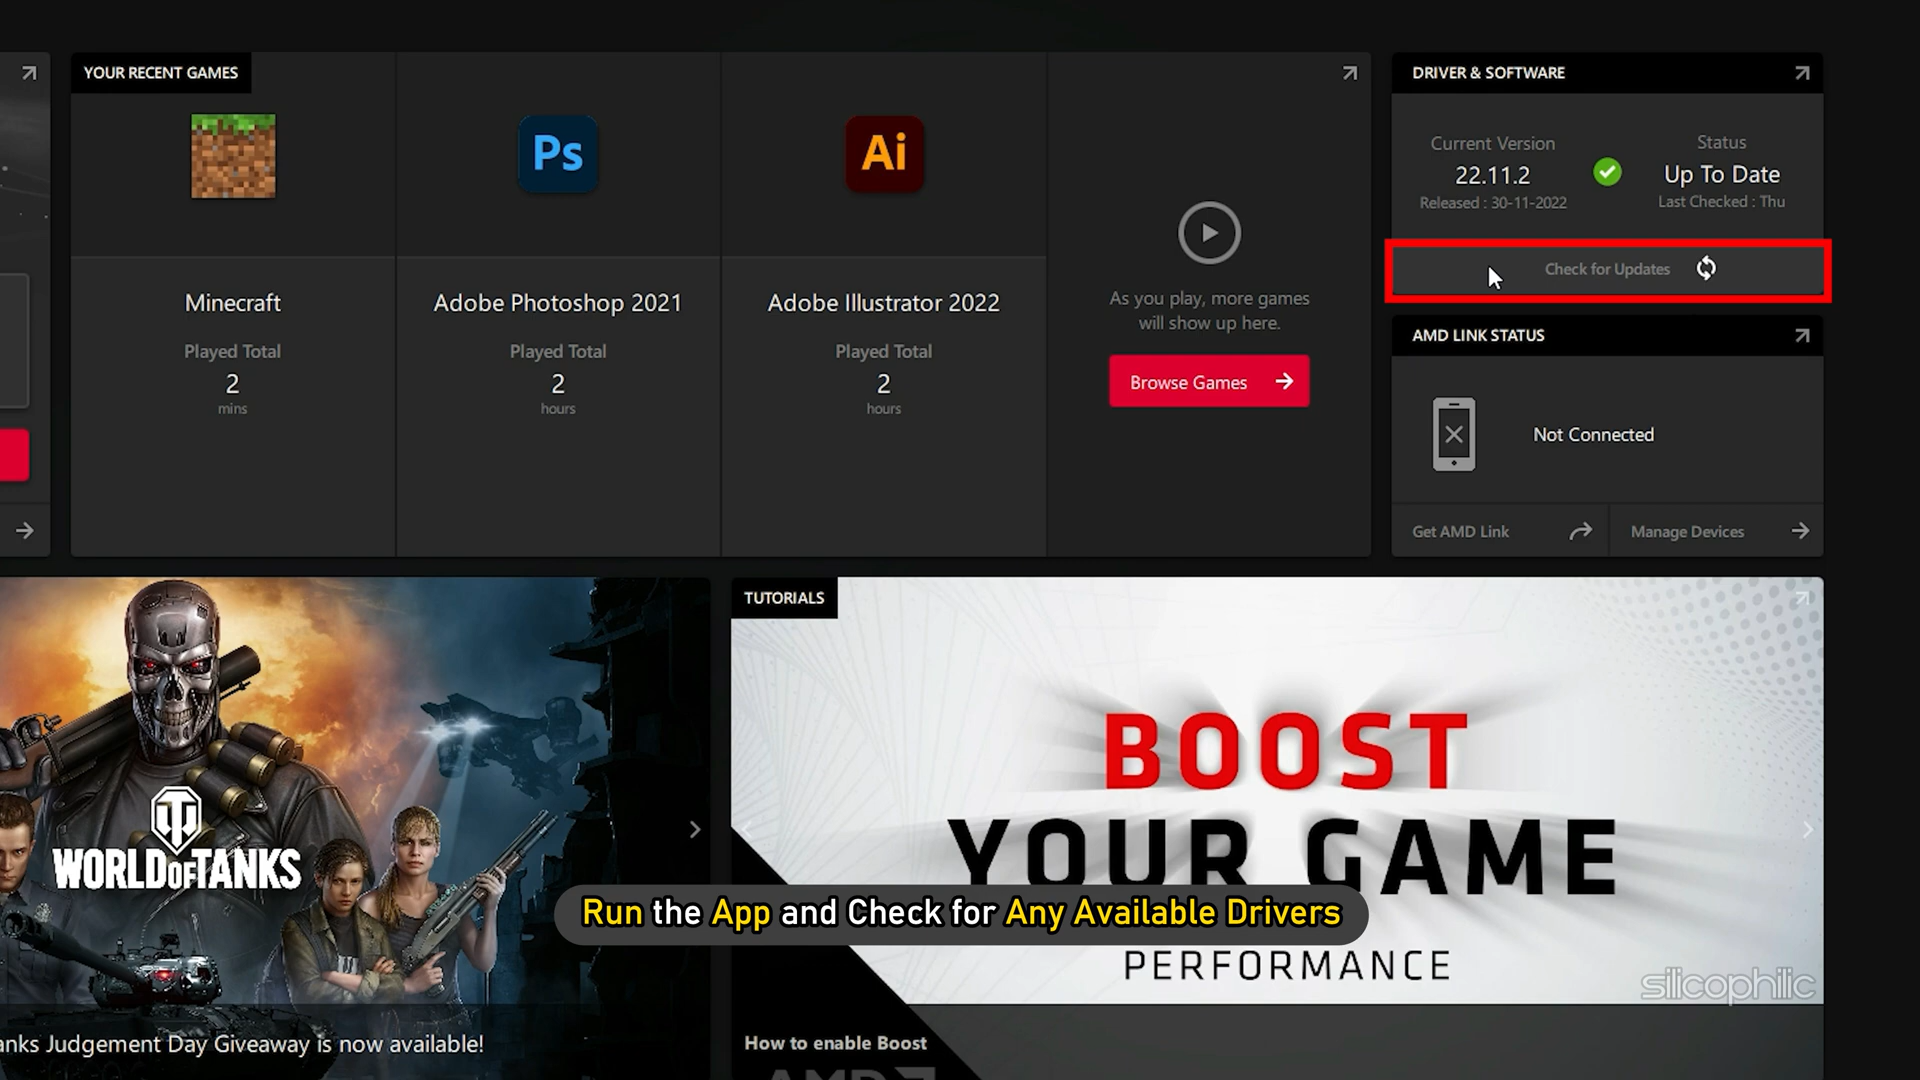 YOUR RECENT GAMES
Ps
Ai
Minecraft
Played Total
2
mins
Adobe Photoshop 2021
Played Total
2
hours
Adobe Illustrator 2022
Played Total
2
hours
As you play, more games
will show up here.
Browse Games
DRIVER & SOFTWARE
Current Version
22.11.2
Released : 30-11-2022
Status
Up To Date
Last Checked : Thu
Check for Updates
AMD LINK STATUS
Not Connected
Get AMD Link
Manage Devices
WORLD OF TANKS
anks Judgement Day Giveaway is now available!
TUTORIALS
BOOST
YOUR GAME
PERFORMANCE
Run the App and Check for Any Available Drivers
silicophilic
How to enable Boost
AMD